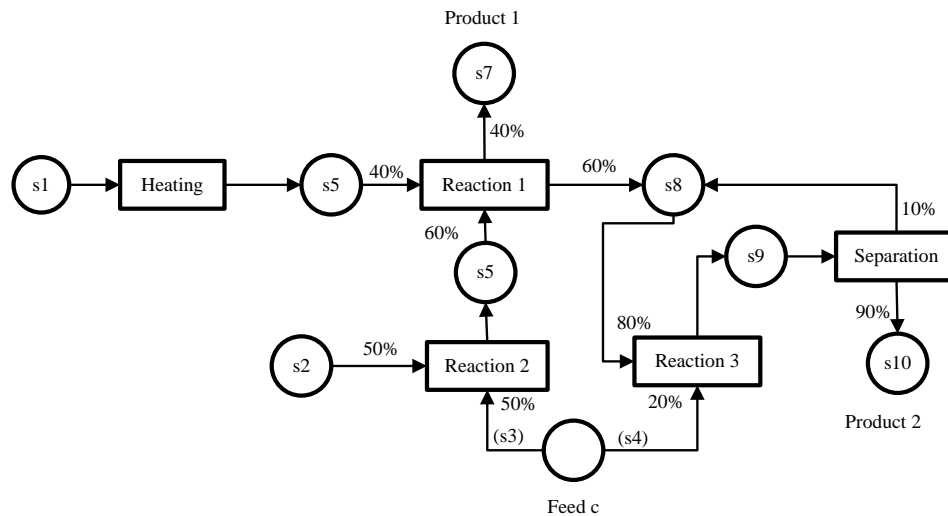 Product 1
s7
40%
s1
Heating
s5
40%
Reaction 1
60%
s8
10%
60%
s5
s9
Separation
90%
s2
50%
Reaction 2
50%
80%
Reaction 3
20%
s10
Product 2
(s3)
(s4)
Feed c